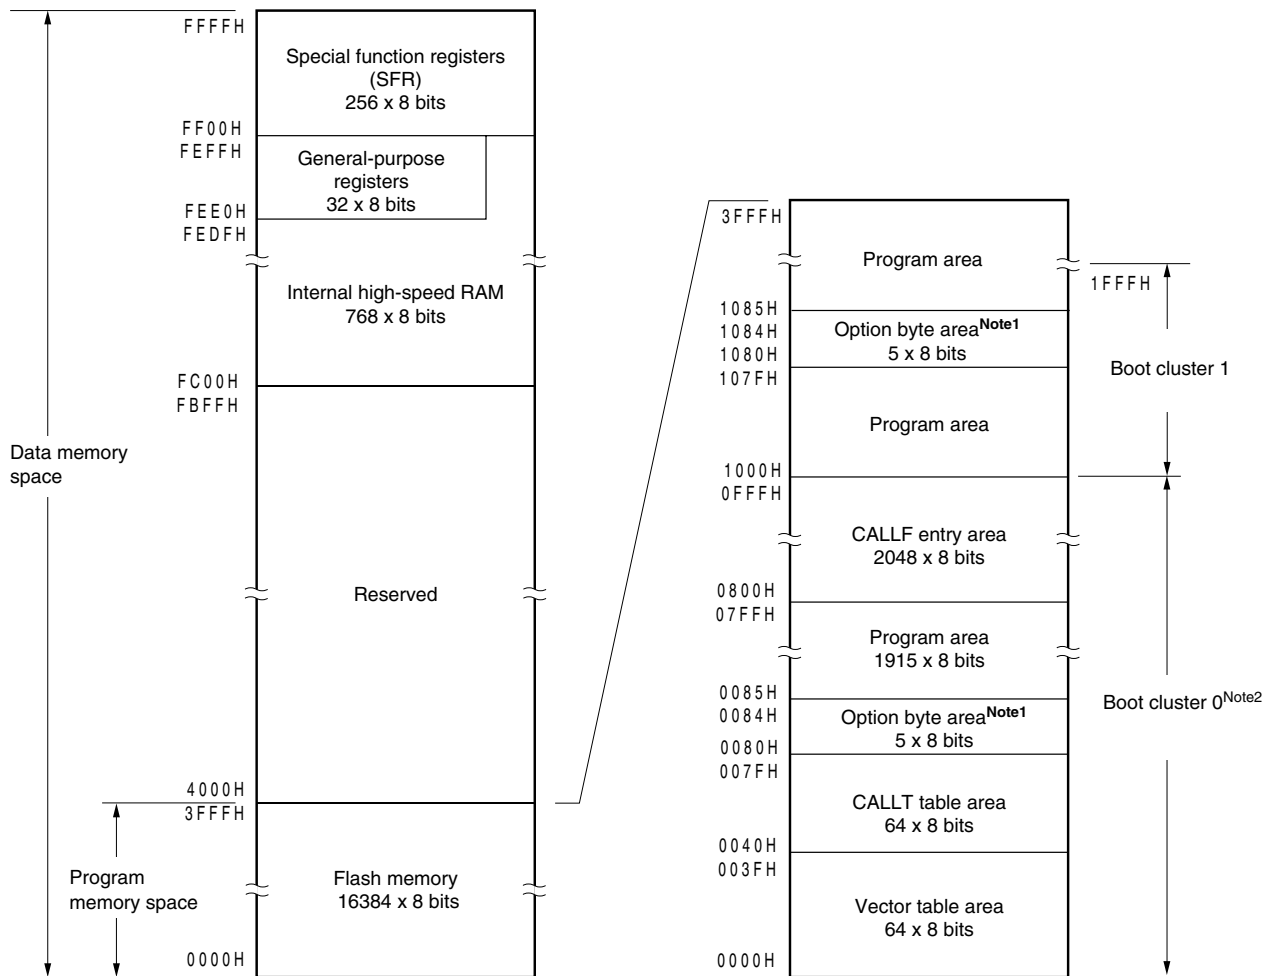 FFFFH
Special function registers
(SFR)
256 x 8 bits
FF00H
FEFFH
General-purpose
registers
32 x 8 bits
FEE0H
FEDFH
Internal high-speed RAM
768 x 8 bits
FC00H
FBFFH
Data memory
space
Reserved
4000H
3FFFH
Program
memory space
Flash memory
16384 x 8 bits
0000H
3FFFH
Program area
1FFFH
1085H
1084H
Option byte areaNote1
5 x 8 bits
1080H
107FH
Boot cluster 1
Program area
1000H
0FFFH
CALLF entry area
2048 x 8 bits
0800H
07FFH
Program area
1915 x 8 bits
0085H
0084H
Option byte areaNote1
5 x 8 bits
Boot cluster 0Note2
0080H
007FH
CALLT table area
64 x 8 bits
0040H
003FH
Vector table area
64 x 8 bits
0000H